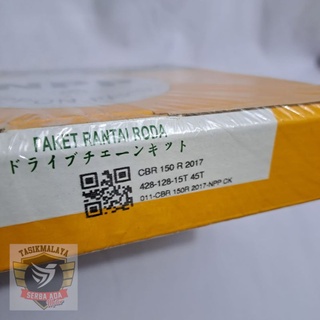 PAKET RANTAI RODA
ドライブチェーンキット
CBR 150 R 2017
428-128-15T 45T
011-CBR 150R 2017-NPP OK
TASIKMALAYA
SERBA ADA